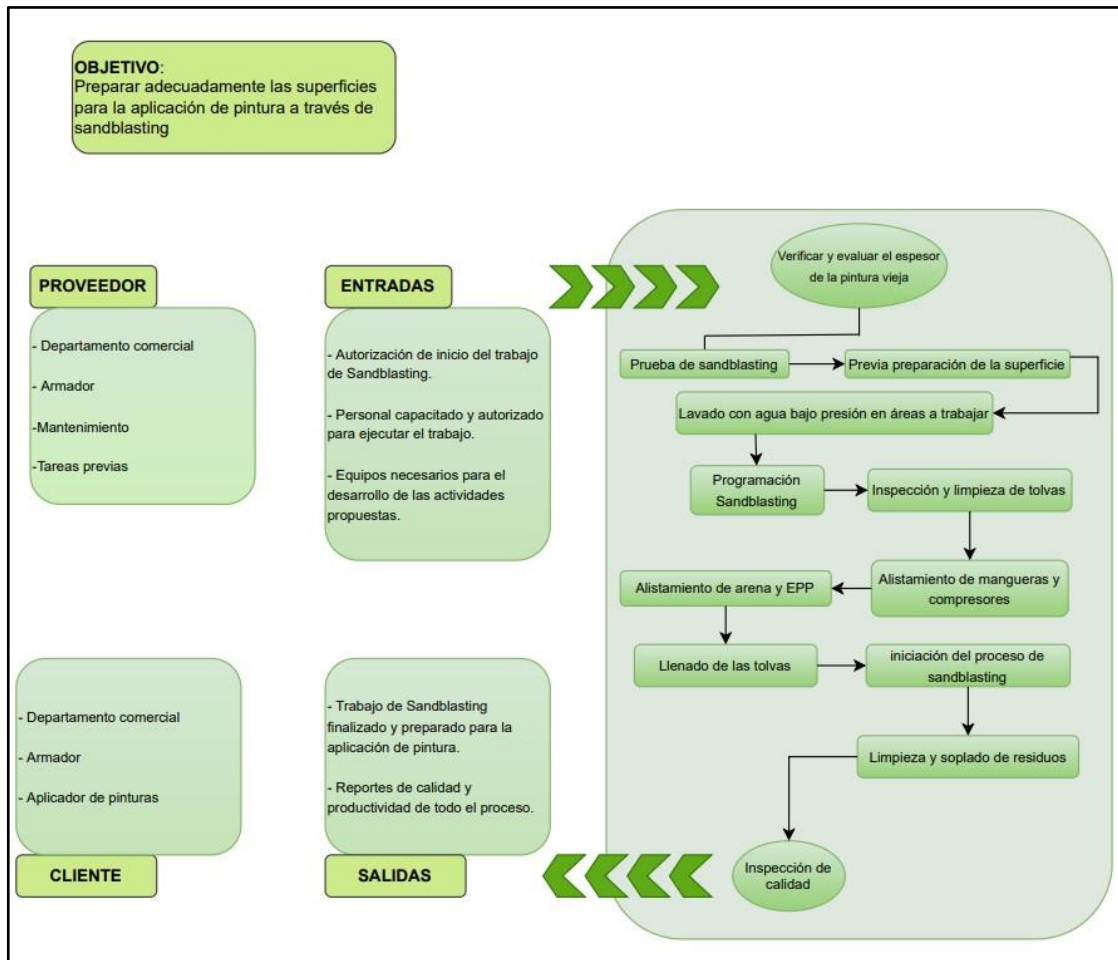 OBJETIVO:
Preparar adecuadamente las superficies
para la aplicación de pintura a través de
sandblasting
PROVEEDOR
- Departamento comercial
- Armador
-Mantenimiento
-Tareas previas
ENTRADAS
- Autorización de inicio del trabajo
de Sandblasting.
- Personal capacitado y autorizado
para ejecutar el trabajo.
- Equipos necesarios para el
desarrollo de las actividades
propuestas.
Verificar y evaluar el espesor
de la pintura vieja
Prueba de sandblasting
Previa preparación de la superficie
Lavado con agua bajo presión en áreas a trabajar
Programación
Sandblasting
Inspección y limpieza de tolvas
Alistamiento de mangueras y
compresores
Alistamiento de arena y EPP
Llenado de las tolvas
iniciación del proceso de
sandblasting
Limpieza y soplado de residuos
Inspección de
calidad
- Trabajo de Sandblasting
finalizado y preparado para la
aplicación de pintura.
- Reportes de calidad y
productividad de todo el proceso.
SALIDAS
- Departamento comercial
- Armador
- Aplicador de pinturas
CLIENTE